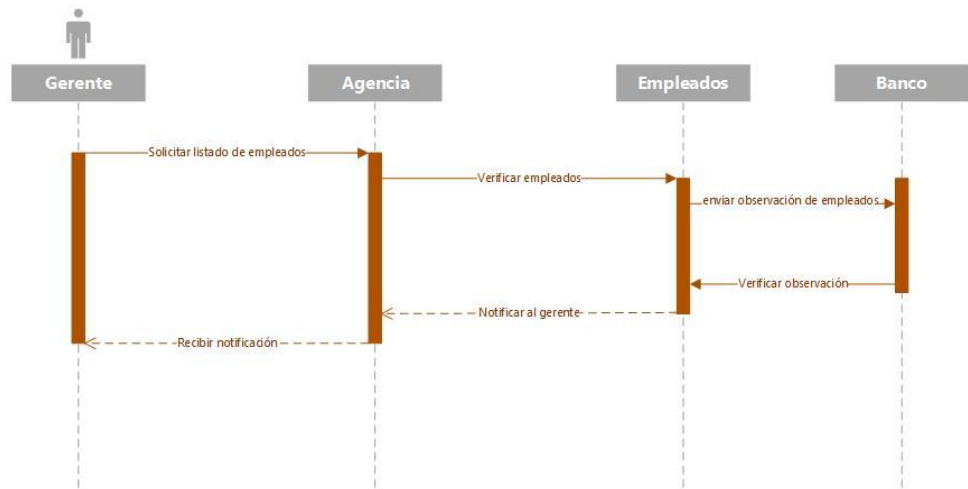 Gerente
Agencia
Empleados
Banco
Solicitar listado de empleados
Verificar empleados
enviar observación de empleados
Verificar observación
Notificar al gerente
Recibir notificación